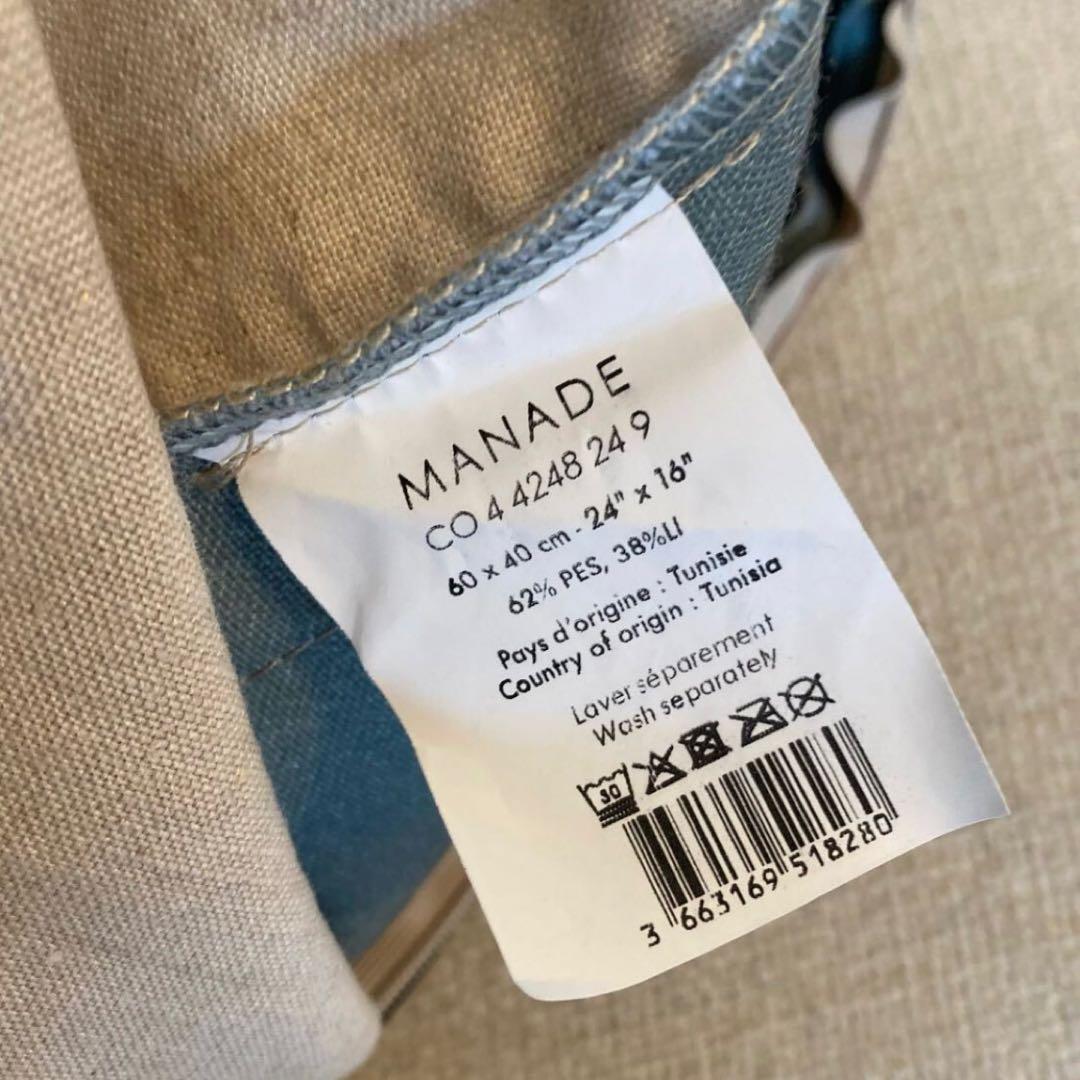 MANADE
CO 4 4248 24 9
60 x 40 cm - 24" x 16"
62% PES, 38%LI
Pays d'origine : Tunisie
Country of origin : Tunisia
Laver séparement
Wash separately
30
3 663169 518280